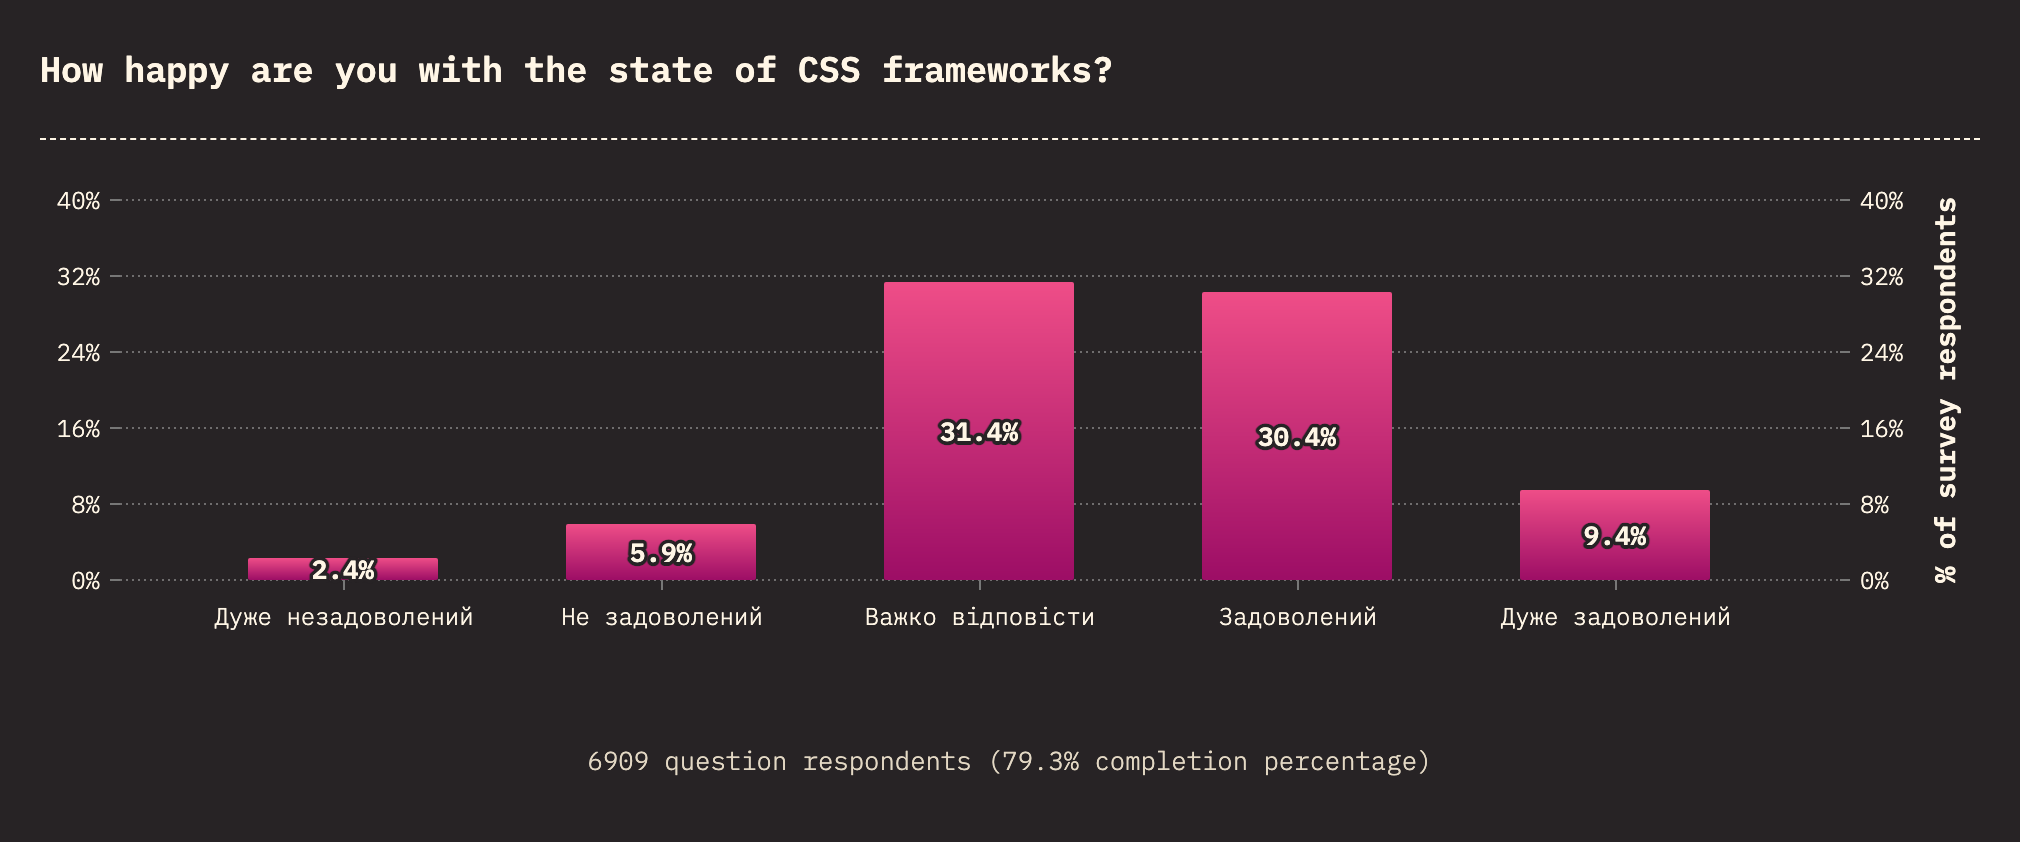 How happy are you with the state of CSS frameworks?
40% 40%
32% 32%
24% 24%
16% 16%
8% 8%
0% 0%
% of survey respondents
2.4% 5.9% 31.4% 30.4% 9.4%
Дуже незадоволений Не задоволений Важко відповісти Задоволений Дуже задоволений
6909 question respondents (79.3% completion percentage)